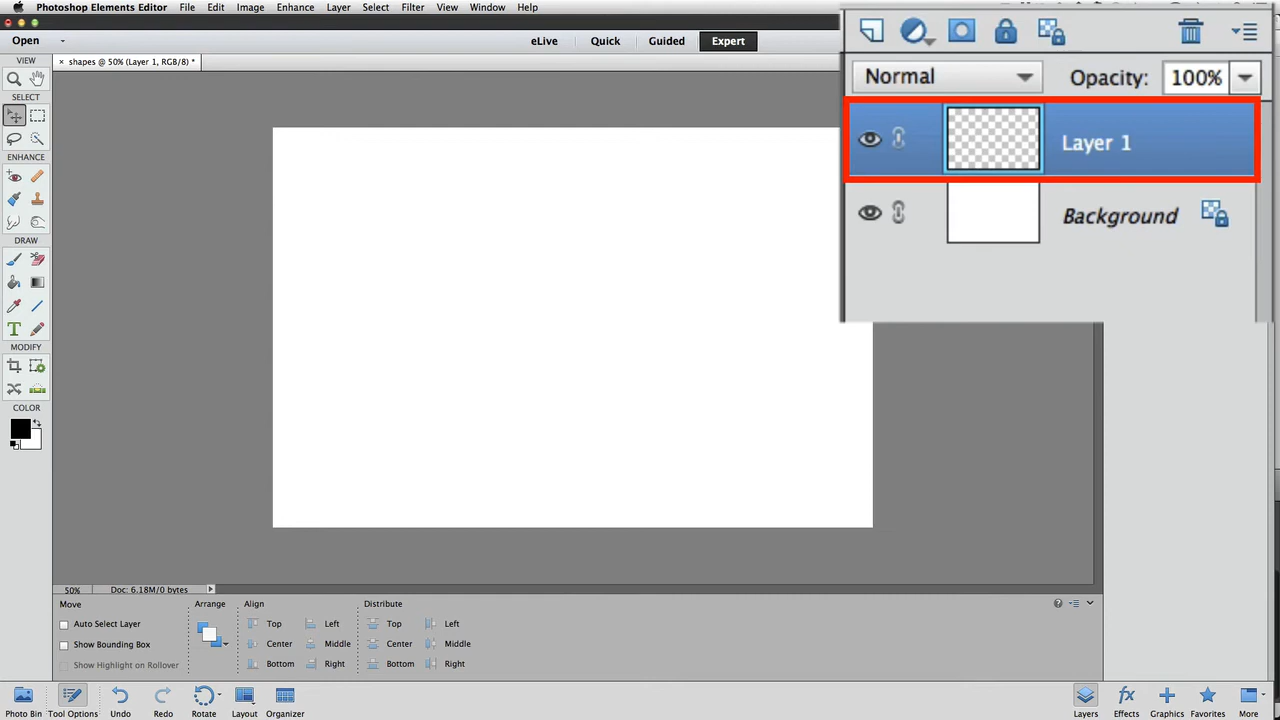 Photoshop Elements Editor File Edit Image Enhance Layer Select Filter View Window Help
Open eLive Quick Guided Expert
× shapes @ 50% (Layer 1, RGB/8) *
VIEW
SELECT
ENHANCE
DRAW
T
MODIFY
COLOR
Normal Opacity: 100%
Layer 1
Background
50% Doc: 6.18M/0 bytes
Move Arrange Align Distribute
Auto Select Layer Top Left Top Left
Show Bounding Box Center Middle Center Middle
Show Highlight on Rollover Bottom Right Bottom Right
Photo Bin Tool Options Undo Redo Rotate Layout Organizer fx Layers Effects Graphics Favorites More